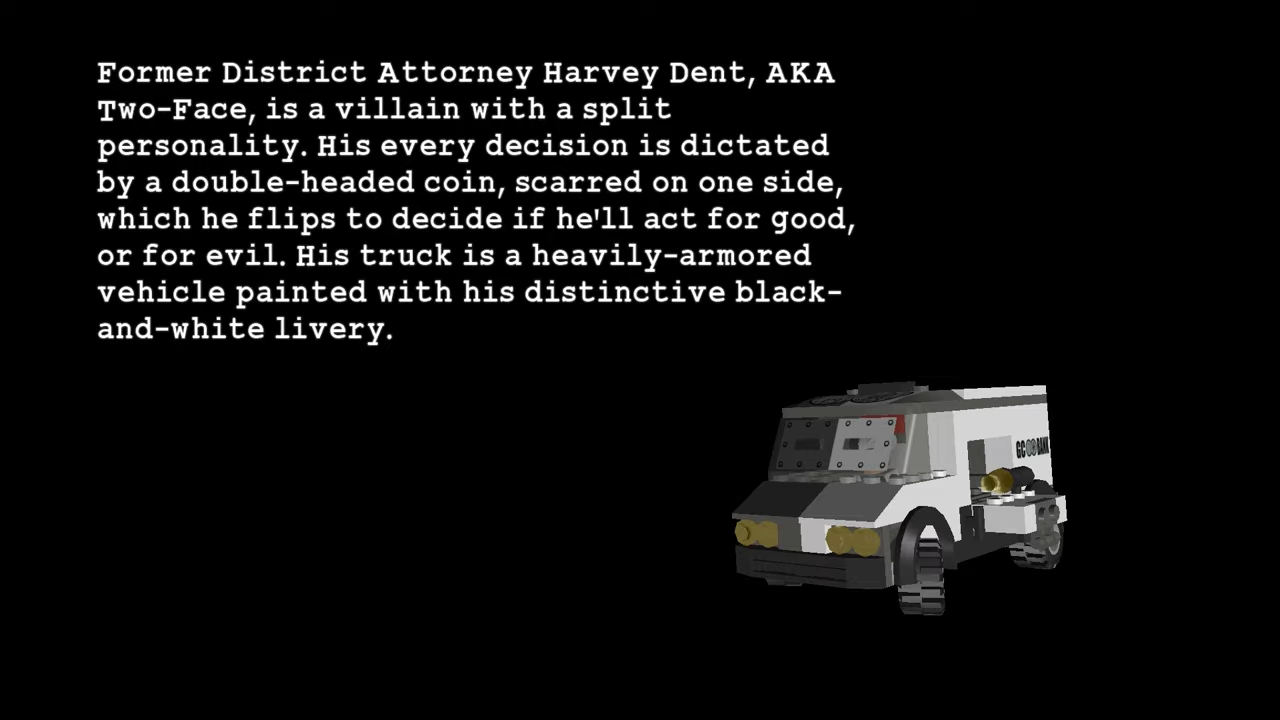 Former District Attorney Harvey Dent, AKA
Two-Face, is a villain with a split
personality. His every decision is dictated
by a double-headed coin, scarred on one side,
which he flips to decide if he'll act for good,
or for evil. His truck is a heavily-armored
vehicle painted with his distinctive black-
and-white livery.
GC BANK